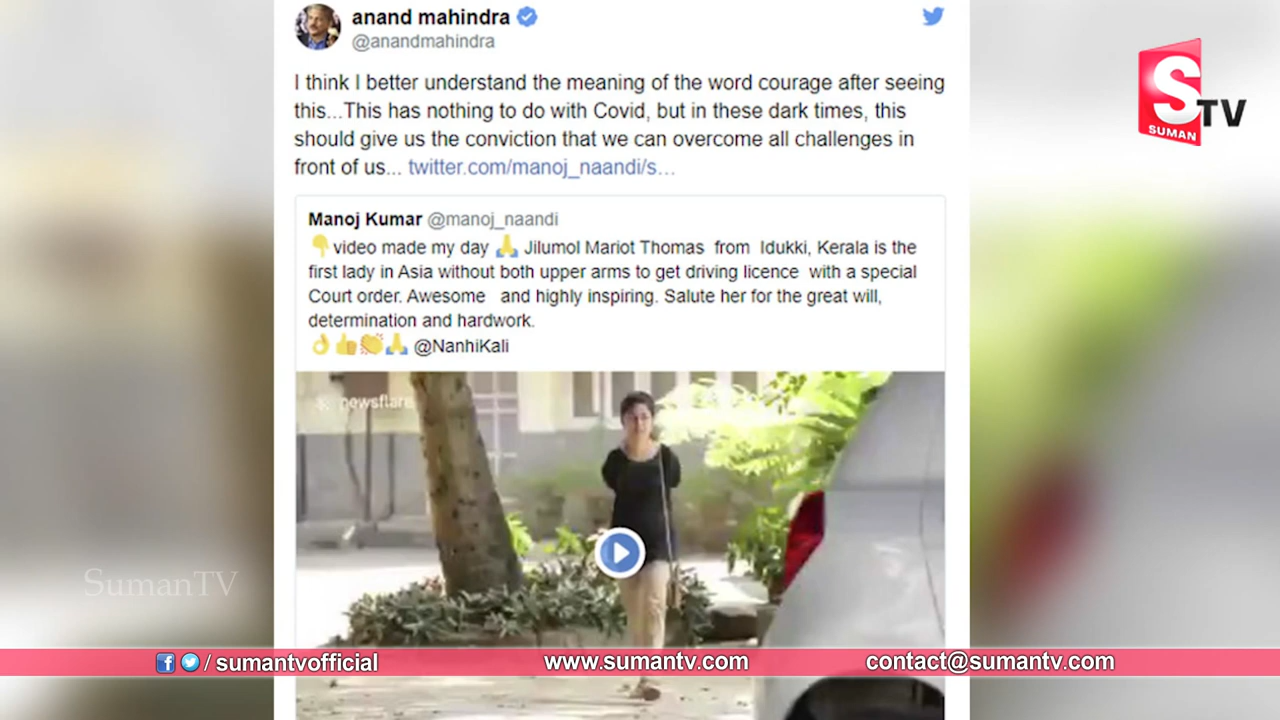 anand mahindra
@anandmahindra
I think I better understand the meaning of the word courage after seeing
this...This has nothing to do with Covid, but in these dark times, this
should give us the conviction that we can overcome all challenges in
front of us... twitter.com/manoj_naandi/s…
Manoj Kumar @manoj_naandi
👇video made my day 🙏 Jilumol Mariot Thomas from Idukki, Kerala is the
first lady in Asia without both upper arms to get driving licence with a special
Court order. Awesome and highly inspiring. Salute her for the great will,
determination and hardwork.
👌👍👏🙏 @NanhiKali
newsflare
S TV
SUMAN
SumanTV
/ sumantvofficial
www.sumantv.com
contact@sumantv.com